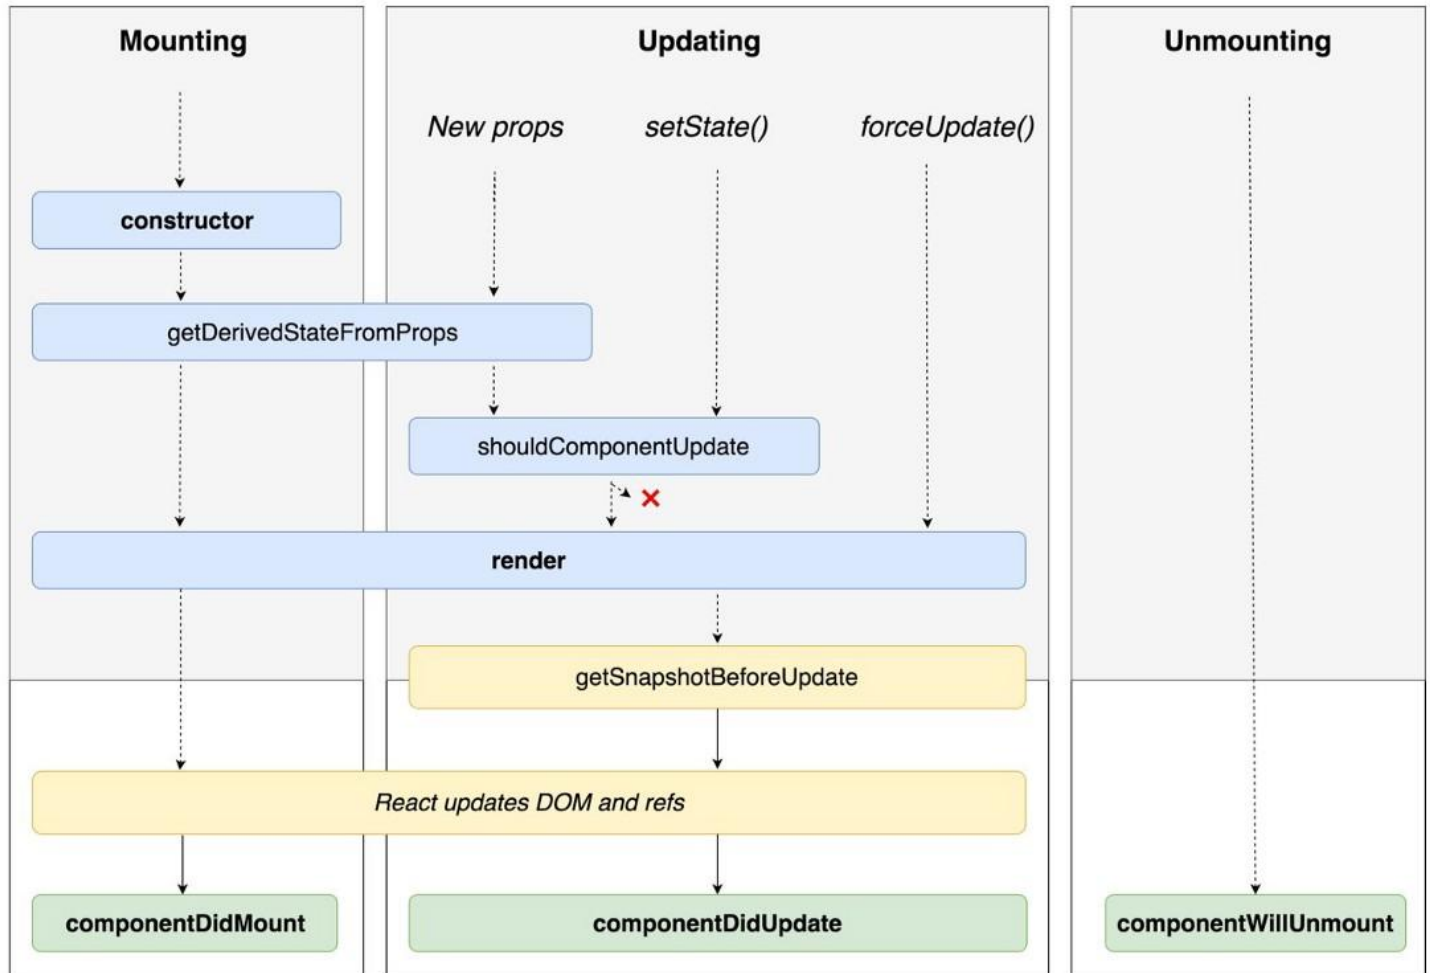 Mounting
Updating
Unmounting
New props
setState()
forceUpdate()
constructor
getDerivedStateFromProps
shouldComponentUpdate
render
getSnapshotBeforeUpdate
React updates DOM and refs
componentDidMount
componentDidUpdate
componentWillUnmount